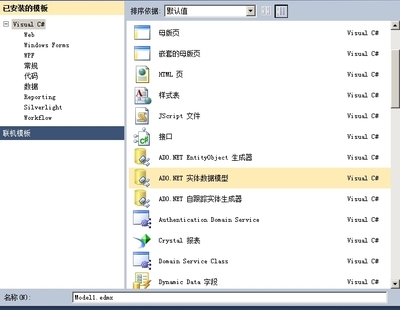 已安装的模板
Visual C#
Web
Windows Forms
WPF
常规
代码
数据
Reporting
Silverlight
Workflow
联机模板
排序依据: 默认值
母版页 Visual C#
嵌套的母版页 Visual C#
HTML 页 Visual C#
样式表 Visual C#
JScript 文件 Visual C#
接口 Visual C#
ADO.NET EntityObject 生成器 Visual C#
ADO.NET 实体数据模型 Visual C#
ADO.NET 自跟踪实体生成器 Visual C#
Authentication Domain Service Visual C#
Crystal 报表 Visual C#
Domain Service Class Visual C#
Dynamic Data 字段 Visual C#
名称(N): Model1.edmx